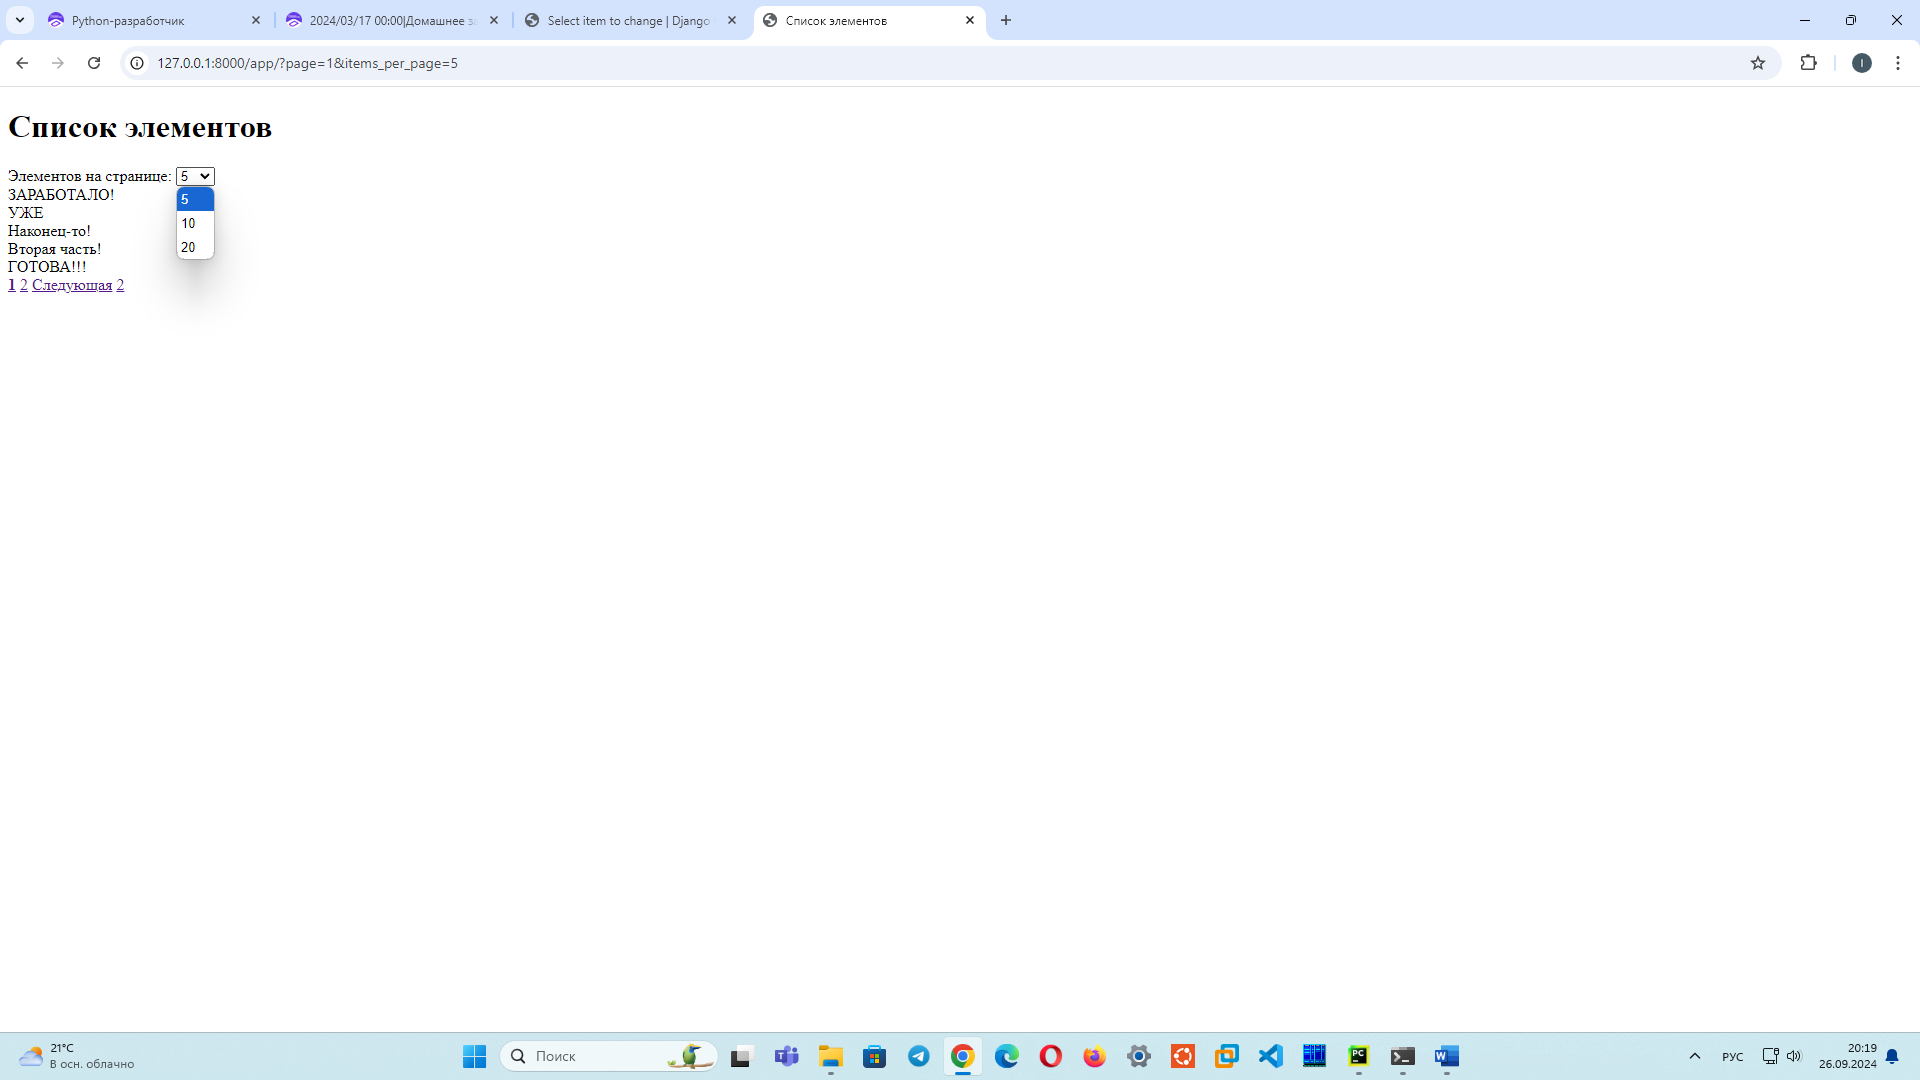 Python-разработчик
2024/03/17 00:00|Домашнее за
Select item to change | Django
Список элементов
127.0.0.1:8000/app/?page=1&items_per_page=5
I
Список элементов
Элементов на странице: 5
5
10
20
ЗАРАБОТАЛО!
УЖЕ
Наконец-то!
Вторая часть!
ГОТОВА!!!
1 2 Следующая 2
21°C
В осн. облачно
Поиск
РУС
20:19
26.09.2024